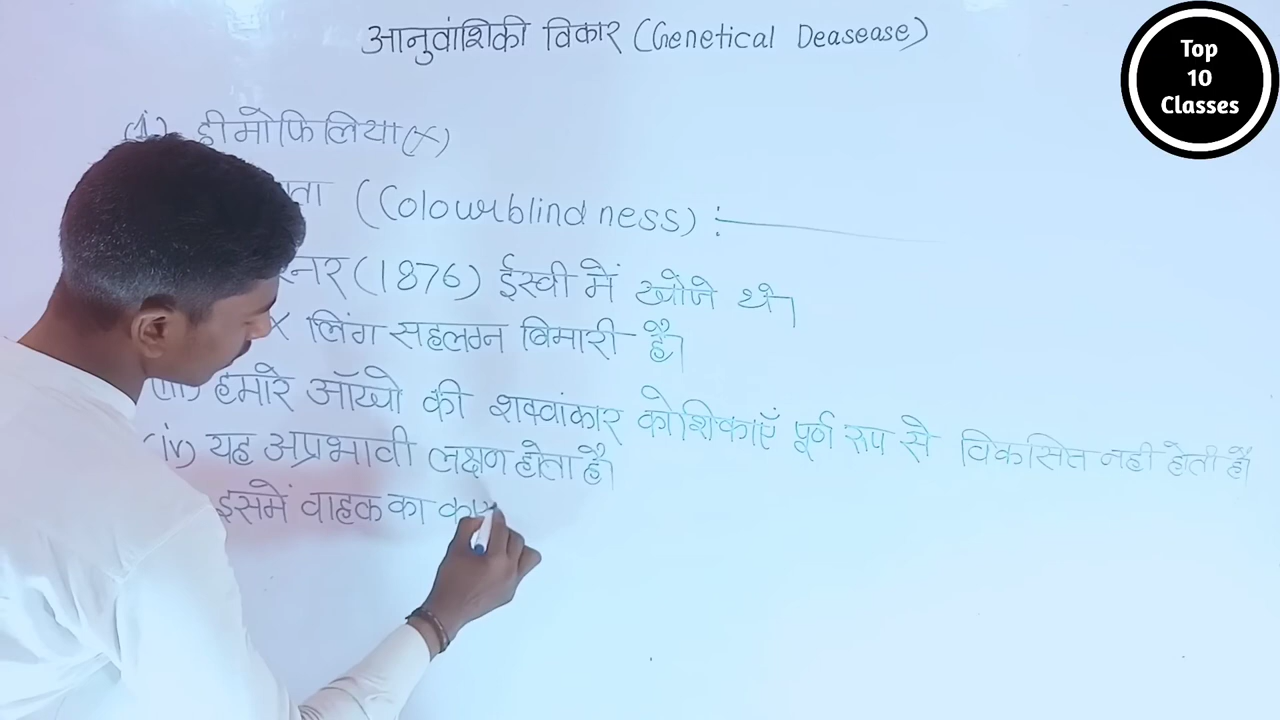 आनुवांशिकी विकार (Genetical Deasease)
Top
10
Classes
(i) हीमोफिलिया(X)
(Colourblindness) :
(1876) ईस्वी में खोजे थे।
X लिंग सहलग्न बिमारी है।
(iii) हमारे आँखो की शक्वांकार कोशिकाएँ पूर्ण रूप से विकसित नही होती है।
(iv) यह अप्रभावी लक्षण होता है।
इसमें वाहक का